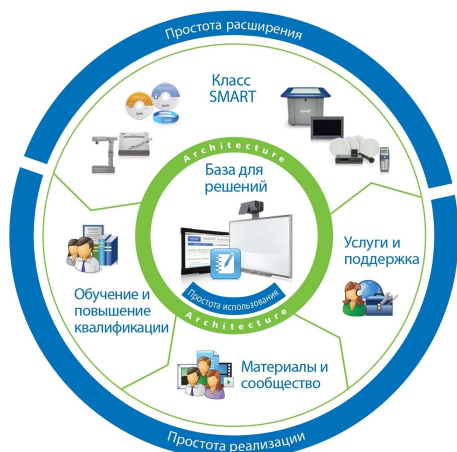 Простота расширения
Класс
SMART
Architecture
База для
решений
Простота использования
Architecture
Услуги и
поддержка
Обучение и
повышение
квалификации
Материалы и
сообщество
Простота реализации